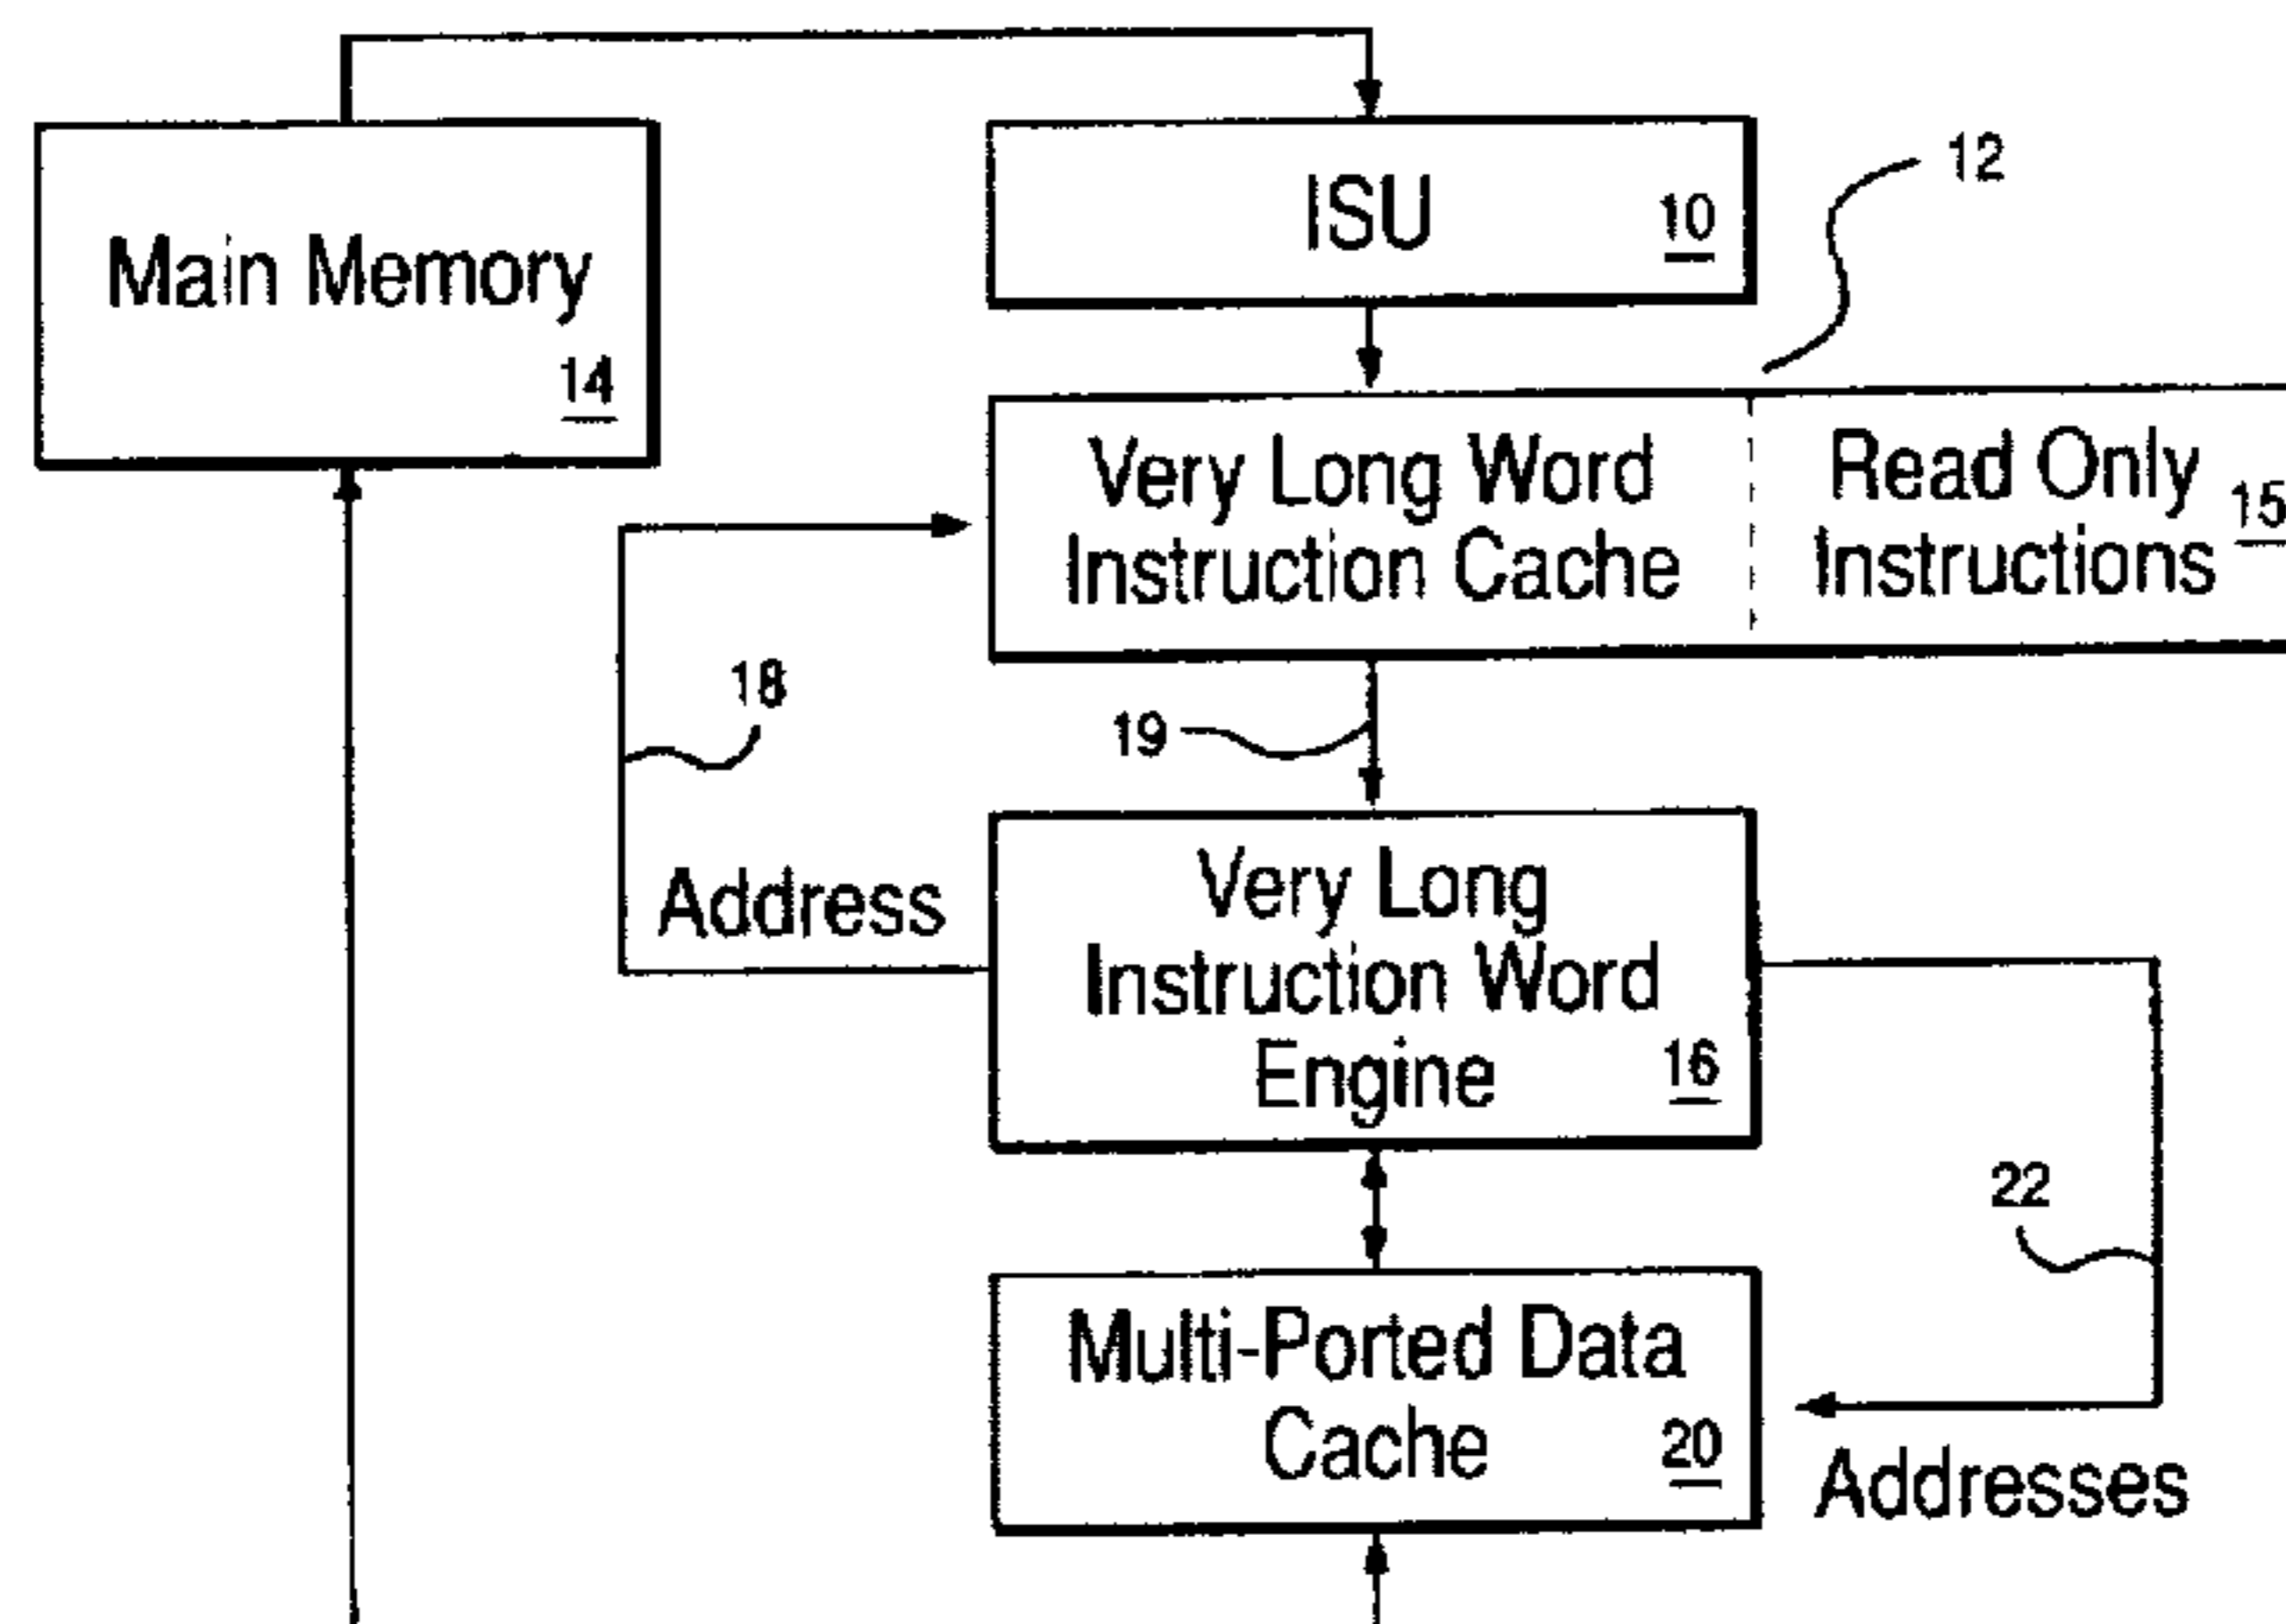 ISU
10
12
Main Memory
14
Very Long Word
Instruction Cache
Read Only
Instructions
15
18
19
Address
Very Long
Instruction Word
Engine
16
22
Multi-Ported Data
Cache
20
Addresses